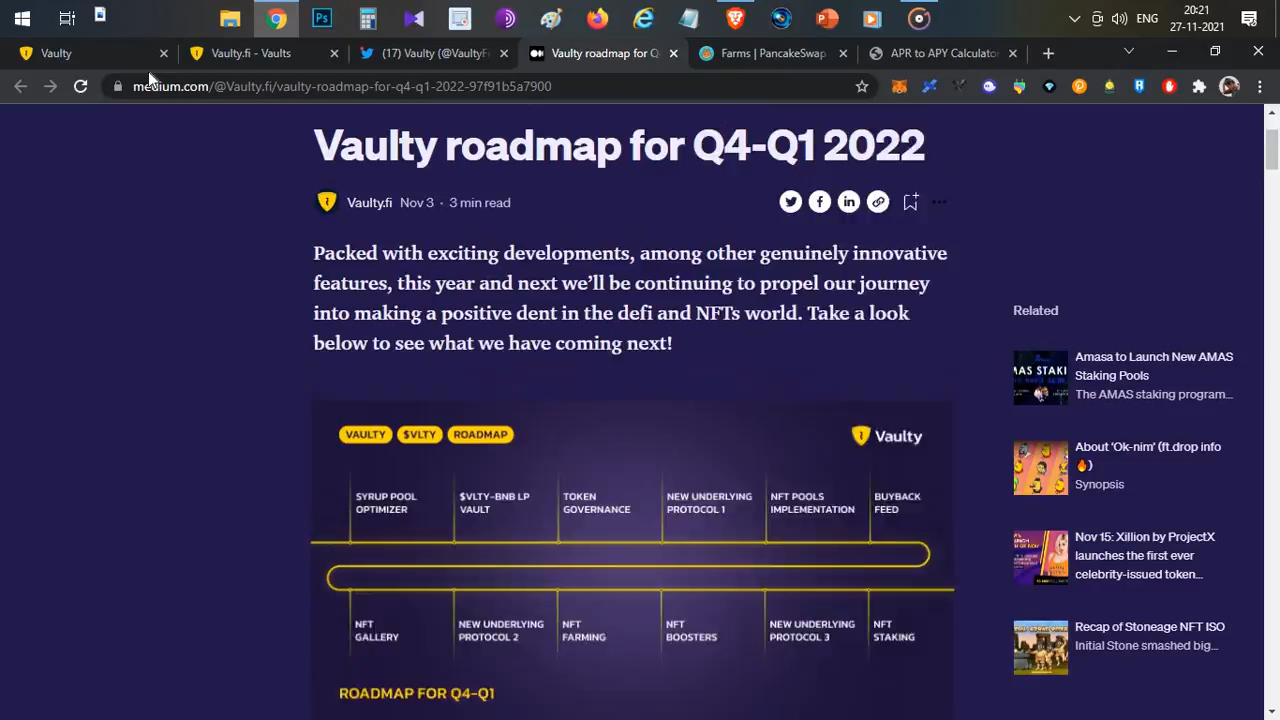 20:21
ENG
27-11-2021
Vaulty
Vaulty.fi - Vaults
(17) Vaulty (@VaultyF
Vaulty roadmap for Q
Farms | PancakeSwap
APR to APY Calculator
medium.com/@Vaulty.fi/vaulty-roadmap-for-q4-q1-2022-97f91b5a7900
Vaulty roadmap for Q4-Q1 2022
Vaulty.fi Nov 3 · 3 min read
Packed with exciting developments, among other genuinely innovative
features, this year and next we’ll be continuing to propel our journey
into making a positive dent in the defi and NFTs world. Take a look
below to see what we have coming next!
VAULTY $VLTY ROADMAP
Vaulty
SYRUP POOL
OPTIMIZER
$VLTY-BNB LP
VAULT
TOKEN
GOVERNANCE
NEW UNDERLYING
PROTOCOL 1
NFT POOLS
IMPLEMENTATION
BUYBACK
FEED
NFT
GALLERY
NEW UNDERLYING
PROTOCOL 2
NFT
FARMING
NFT
BOOSTERS
NEW UNDERLYING
PROTOCOL 3
NFT
STAKING
ROADMAP FOR Q4-Q1
Related
Amasa to Launch New AMAS
Staking Pools
The AMAS staking program...
About ‘Ok-nim’ (ft.drop info
🔥)
Synopsis
Nov 15: Xillion by ProjectX
launches the first ever
celebrity-issued token...
Recap of Stoneage NFT ISO
Initial Stone smashed big...